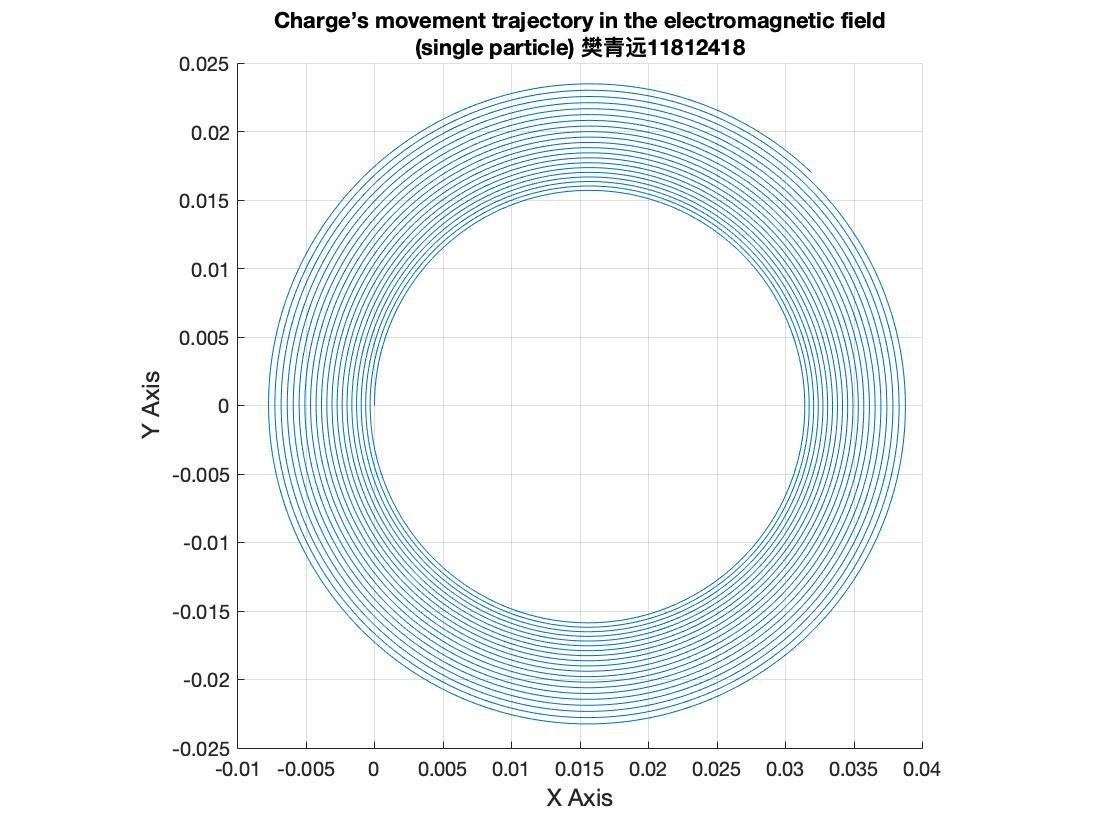 Charge’s movement trajectory in the electromagnetic field
(single particle) 樊青远11812418
0.025
0.02
0.015
0.01
0.005
0
-0.005
-0.01
-0.015
-0.02
-0.025
Y Axis
-0.01 -0.005 0 0.005 0.01 0.015 0.02 0.025 0.03 0.035 0.04
X Axis